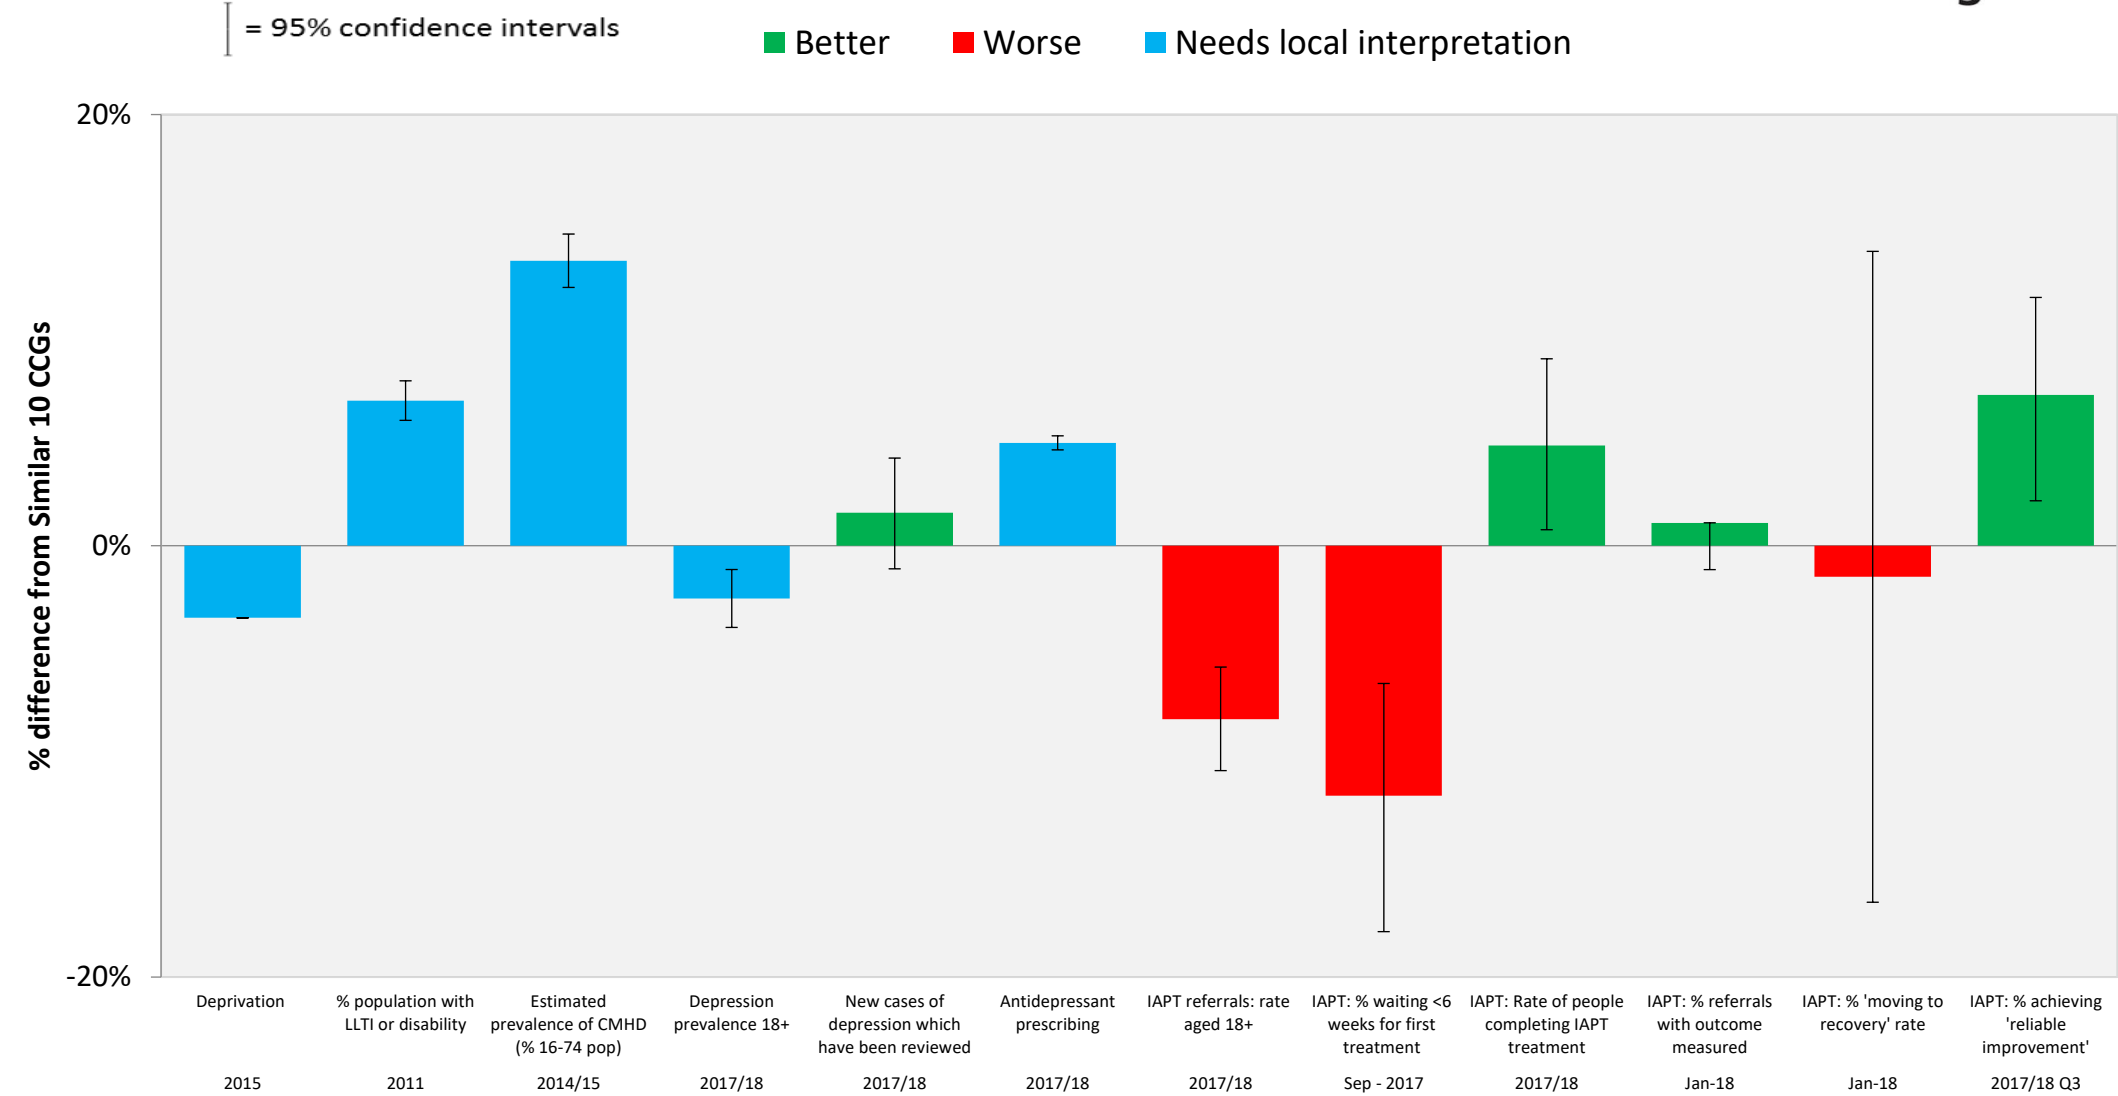 = 95% confidence intervals
Better
Worse
Needs local interpretation
% difference from Similar 10 CCGs
20%
0%
-20%
Deprivation
2015
% population with
LLTI or disability
2011
Estimated
prevalence of CMHD
(% 16-74 pop)
2014/15
Depression
prevalence 18+
2017/18
New cases of
depression which
have been reviewed
2017/18
Antidepressant
prescribing
2017/18
IAPT referrals: rate
aged 18+
2017/18
IAPT: % waiting <6
weeks for first
treatment
Sep - 2017
IAPT: Rate of people
completing IAPT
treatment
2017/18
IAPT: % referrals
with outcome
measured
Jan-18
IAPT: % 'moving to
recovery' rate
Jan-18
IAPT: % achieving
'reliable
improvement'
2017/18 Q3